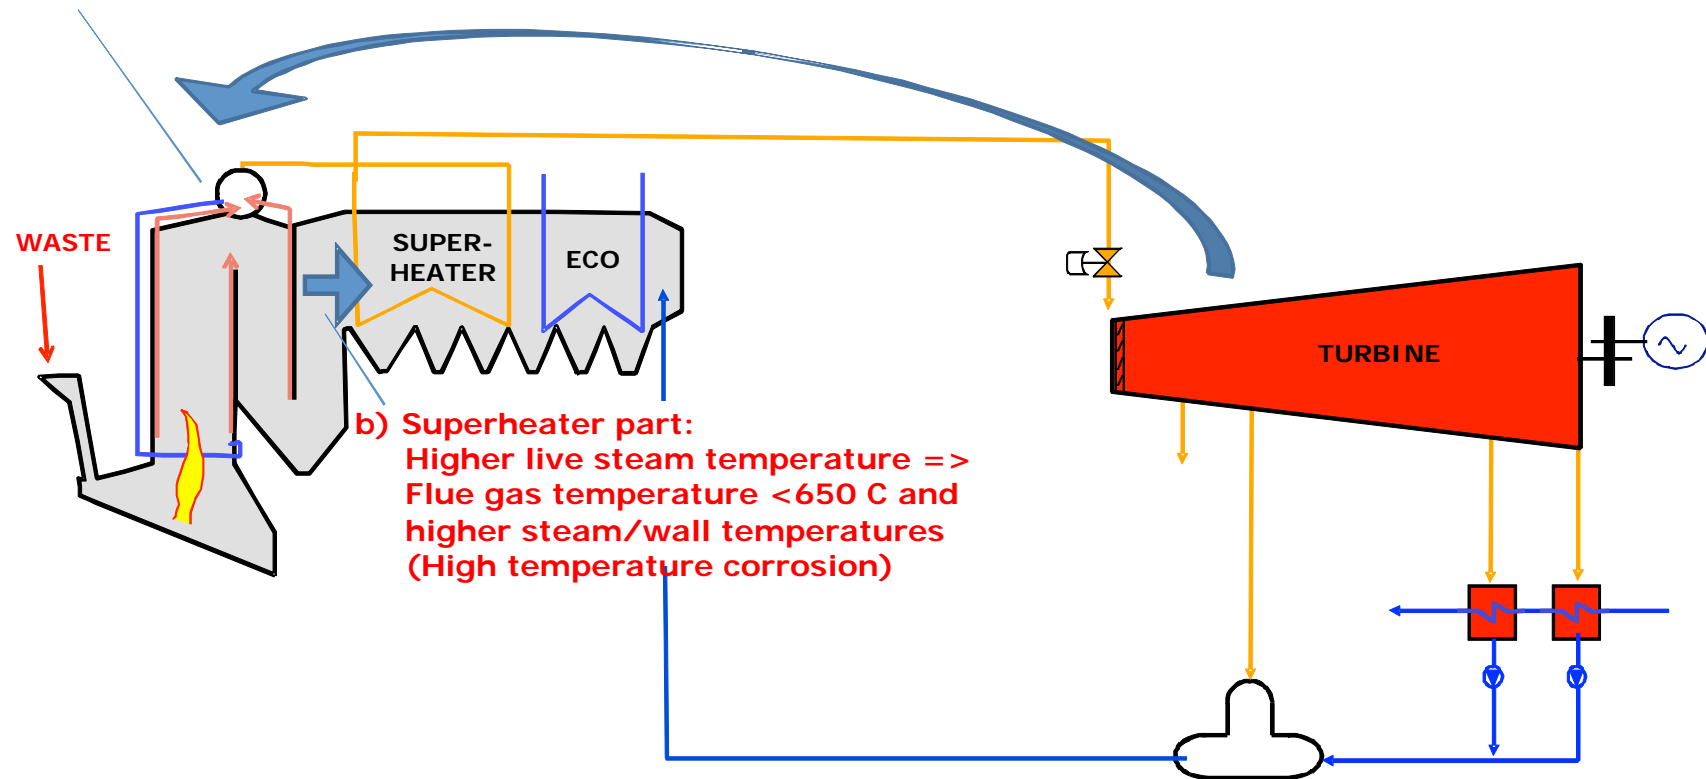 WASTE
SUPER-
HEATER
ECO
TURBINE
b) Superheater part:
Higher live steam temperature =>
Flue gas temperature <650 C and
higher steam/wall temperatures
(High temperature corrosion)